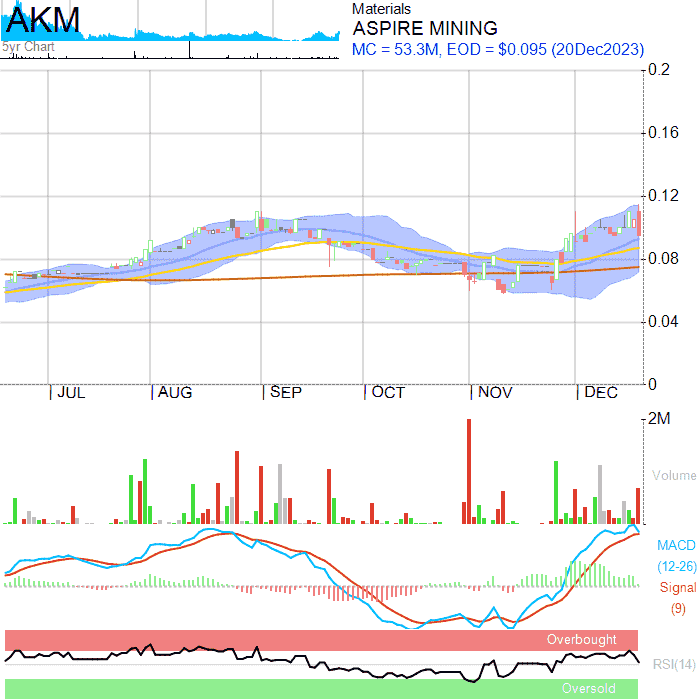 AKM
5yr Chart
Materials
ASPIRE MINING
MC = 53.3M, EOD = $0.095 (20Dec2023)
0.2
0.16
0.12
0.08
0.04
0
JUL AUG SEP OCT NOV DEC
2M
Volume
MACD
(12-26)
Signal
(9)
Overbought
RSI(14)
Oversold